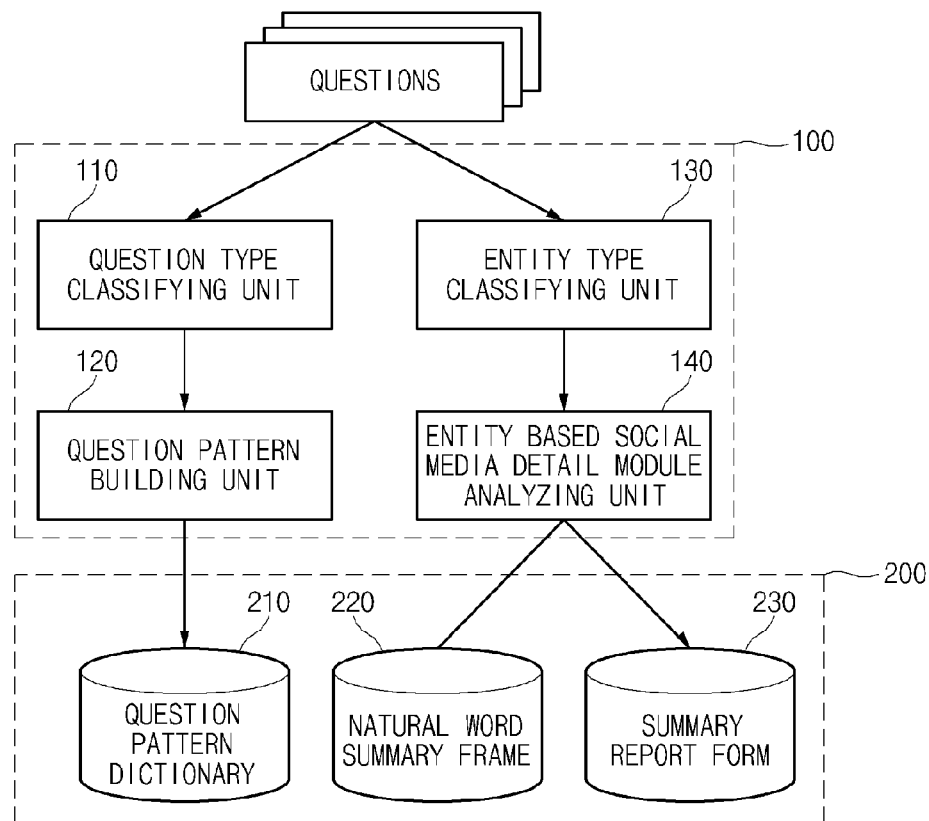 QUESTIONS
100
110
130
QUESTION TYPE
CLASSIFYING UNIT
ENTITY TYPE
CLASSIFYING UNIT
120
140
QUESTION PATTERN
BUILDING UNIT
ENTITY BASED SOCIAL
MEDIA DETAIL MODULE
ANALYZING UNIT
200
210
220
230
QUESTION
PATTERN
DICTIONARY
NATURAL WORD
SUMMARY FRAME
SUMMARY
REPORT FORM